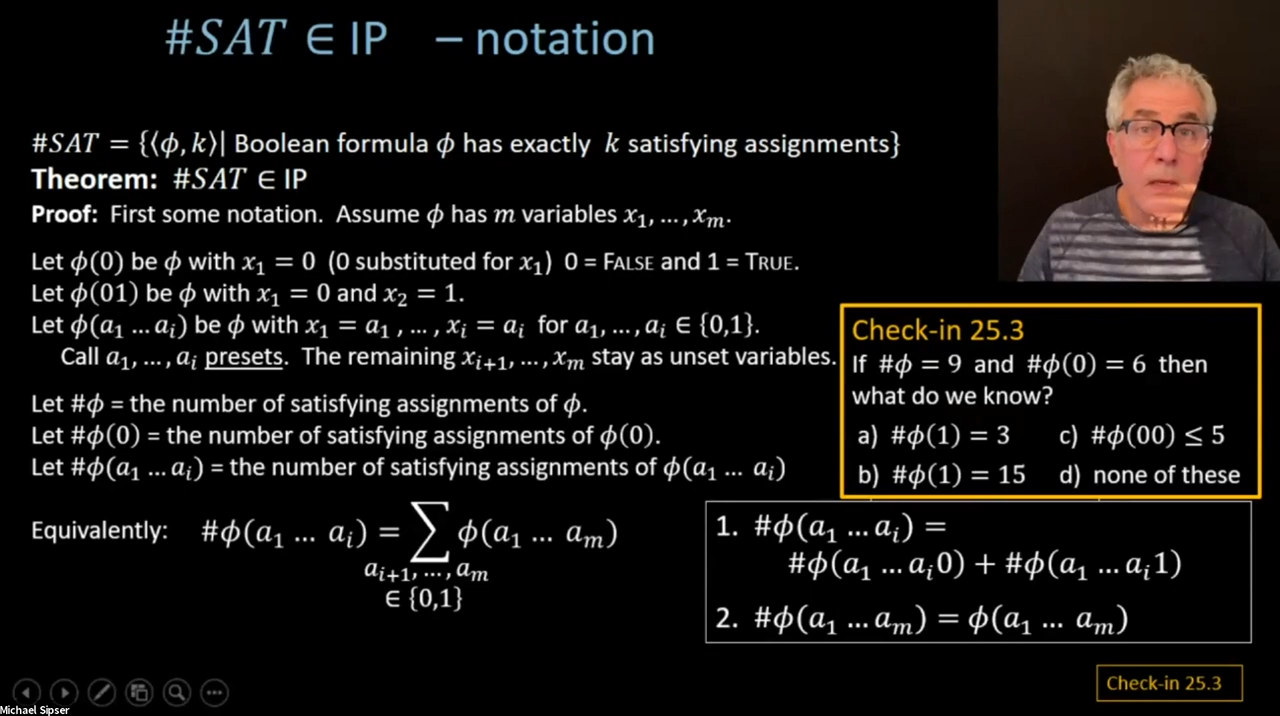 #SAT ∈ IP – notation
#SAT = {⟨ϕ, k⟩| Boolean formula ϕ has exactly k satisfying assignments}
Theorem: #SAT ∈ IP
Proof: First some notation. Assume ϕ has m variables x₁, …, xₘ.
Let ϕ(0) be ϕ with x₁ = 0 (0 substituted for x₁) 0 = FALSE and 1 = TRUE.
Let ϕ(01) be ϕ with x₁ = 0 and x₂ = 1.
Let ϕ(a₁ … aᵢ) be ϕ with x₁ = a₁ , … , xᵢ = aᵢ for a₁, … , aᵢ ∈ {0,1}.
Call a₁, … , aᵢ presets. The remaining xᵢ₊₁, … , xₘ stay as unset variables.
Let #ϕ = the number of satisfying assignments of ϕ.
Let #ϕ(0) = the number of satisfying assignments of ϕ(0).
Let #ϕ(a₁ … aᵢ) = the number of satisfying assignments of ϕ(a₁ … aᵢ)
Equivalently: #ϕ(a₁ … aᵢ) = ∑ ϕ(a₁ … aₘ)
aᵢ₊₁, … , aₘ
∈ {0,1}
Check-in 25.3
If #ϕ = 9 and #ϕ(0) = 6 then
what do we know?
a) #ϕ(1) = 3 c) #ϕ(00) ≤ 5
b) #ϕ(1) = 15 d) none of these
1. #ϕ(a₁ … aᵢ) =
#ϕ(a₁ … aᵢ0) + #ϕ(a₁ … aᵢ1)
2. #ϕ(a₁ … aₘ) = ϕ(a₁ … aₘ)
Check-in 25.3
Michael Sipser